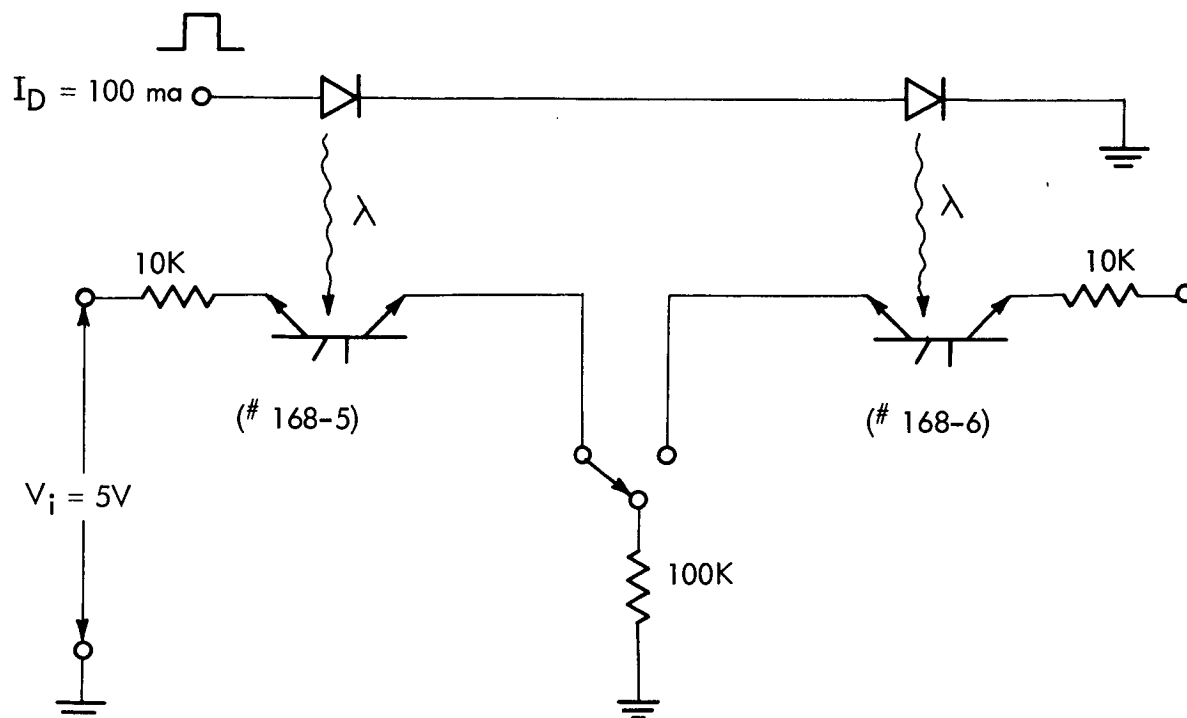 I_D = 100 ma
λ
λ
10K
10K
(# 168-5)
(# 168-6)
V_i = 5V
100K